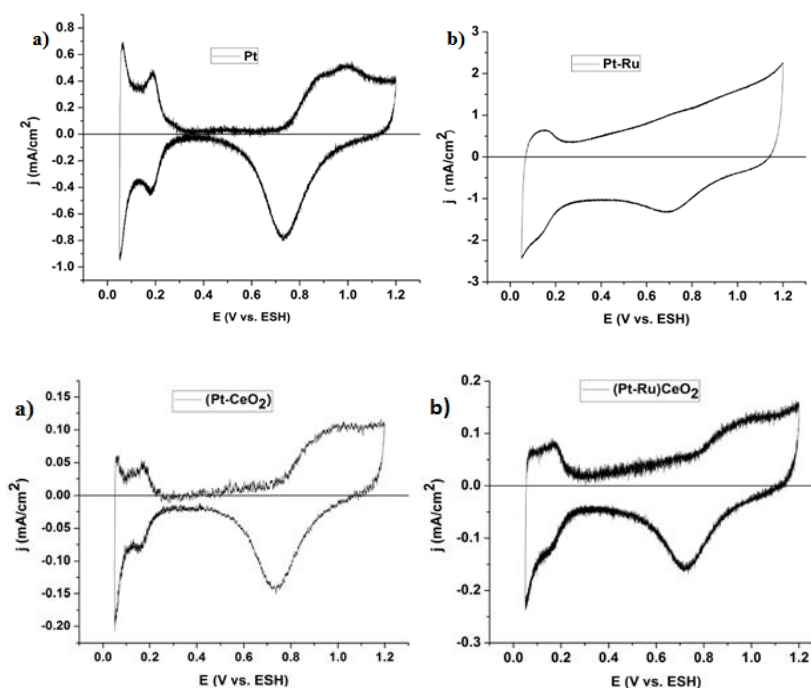 a)
Pt
j (mA/cm²)
0.8
0.6
0.4
0.2
0.0
-0.2
-0.4
-0.6
-0.8
-1.0
0.0 0.2 0.4 0.6 0.8 1.0 1.2
E (V vs. ESH)
b)
Pt-Ru
j ( mA/cm²)
3
2
1
0
-1
-2
-3
0.0 0.2 0.4 0.6 0.8 1.0 1.2
E (V vs. ESH)
a)
(Pt-CeO₂)
j (mA/cm²)
0.15
0.10
0.05
0.00
-0.05
-0.10
-0.15
-0.20
0.0 0.2 0.4 0.6 0.8 1.0 1.2
E (V vs. ESH)
b)
(Pt-Ru)CeO₂
j (mA/cm²)
0.2
0.1
0.0
-0.1
-0.2
-0.3
0.0 0.2 0.4 0.6 0.8 1.0 1.2
E (V vs. ESH)